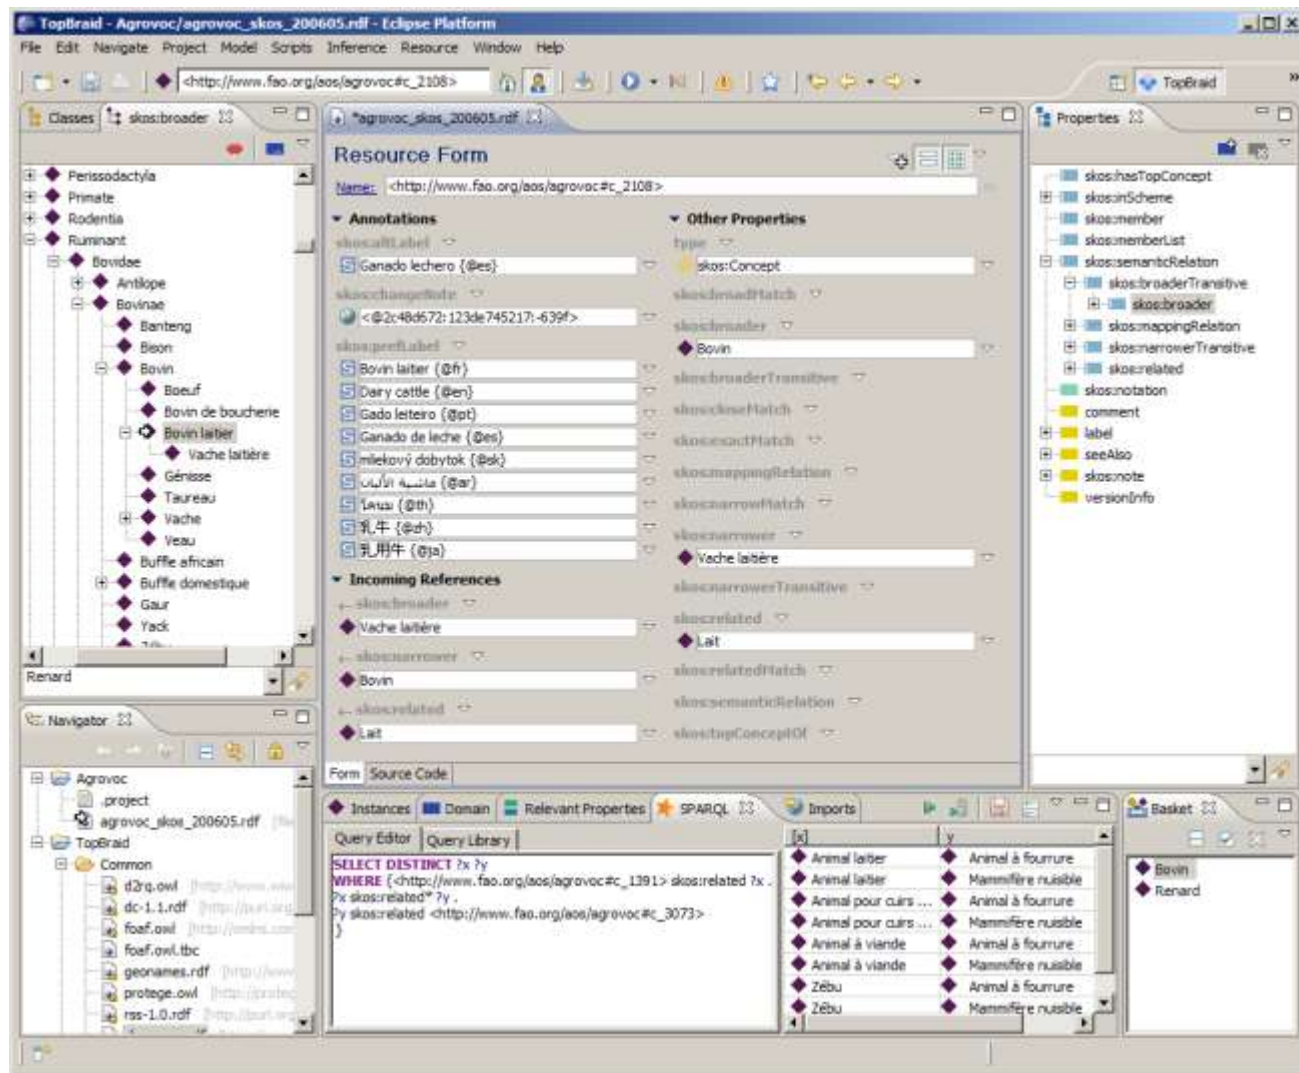 TopBraid - Agrovoc/agrovoc_skos_200605.rdf - Eclipse Platform
File Edit Navigate Project Model Scripts Inference Resource Window Help
<http://www.fao.org/aos/agrovoc#c_2108>
TopBraid
Classes
skos:broader
Perissodactyla
Primate
Rodentia
Ruminant
Bovidae
Antilope
Bovinae
Banteng
Bison
Bovin
Boeuf
Bovin de boucherie
Bovin laitier
Vache laitière
Génisse
Taureau
Vache
Veau
Buffle africain
Buffle domestique
Gaur
Yack
Renard
Navigator
Agrovoc
.project
agrovoc_skos_200605.rdf
TopBraid
Common
d2rq.owl
dc-1.1.rdf
foaf.owl
foaf.owl.tbc
geonames.rdf
protege.owl
rss-1.0.rdf
*agrovoc_skos_200605.rdf
Resource Form
Name: <http://www.fao.org/aos/agrovoc#c_2108>
Annotations
skos:altLabel
Ganado lechero {@es}
skos:changeNote
<@2c48d672:123de745217:-639f>
skos:prefLabel
Bovin laitier {@fr}
Dairy cattle {@en}
Gado leiteiro {@pt}
Ganado de leche {@es}
mliekový dobytok {@sk}
ماشية الألبان {@ar}
โคนม {@th}
乳牛 {@zh}
乳用牛 {@ja}
Incoming References
skos:broader
Vache laitière
skos:narrower
Bovin
skos:related
Lait
Other Properties
type
skos:Concept
skos:broadMatch
skos:broader
Bovin
skos:broaderTransitive
skos:closeMatch
skos:exactMatch
skos:mappingRelation
skos:narrowMatch
skos:narrower
Vache laitière
skos:narrowerTransitive
skos:related
Lait
skos:relatedMatch
skos:semanticRelation
skos:topConceptOf
Form Source Code
Properties
skos:hasTopConcept
skos:inScheme
skos:member
skos:memberList
skos:semanticRelation
skos:broaderTransitive
skos:broader
skos:mappingRelation
skos:narrowerTransitive
skos:related
skos:notation
comment
label
seeAlso
skos:note
versionInfo
Instances Domain Relevant Properties SPARQL Imports
Query Editor Query Library
SELECT DISTINCT ?x ?y
WHERE {<http://www.fao.org/aos/agrovoc#c_1391> skos:related ?x .
?x skos:related* ?y .
?y skos:related <http://www.fao.org/aos/agrovoc#c_3073>
}
[x] y
Animal laitier Animal à fourrure
Animal laitier Mammifère nuisible
Animal pour cuirs ... Animal à fourrure
Animal pour cuirs ... Mammifère nuisible
Animal à viande Animal à fourrure
Animal à viande Mammifère nuisible
Zébu Animal à fourrure
Zébu Mammifère nuisible
Basket
Bovin
Renard